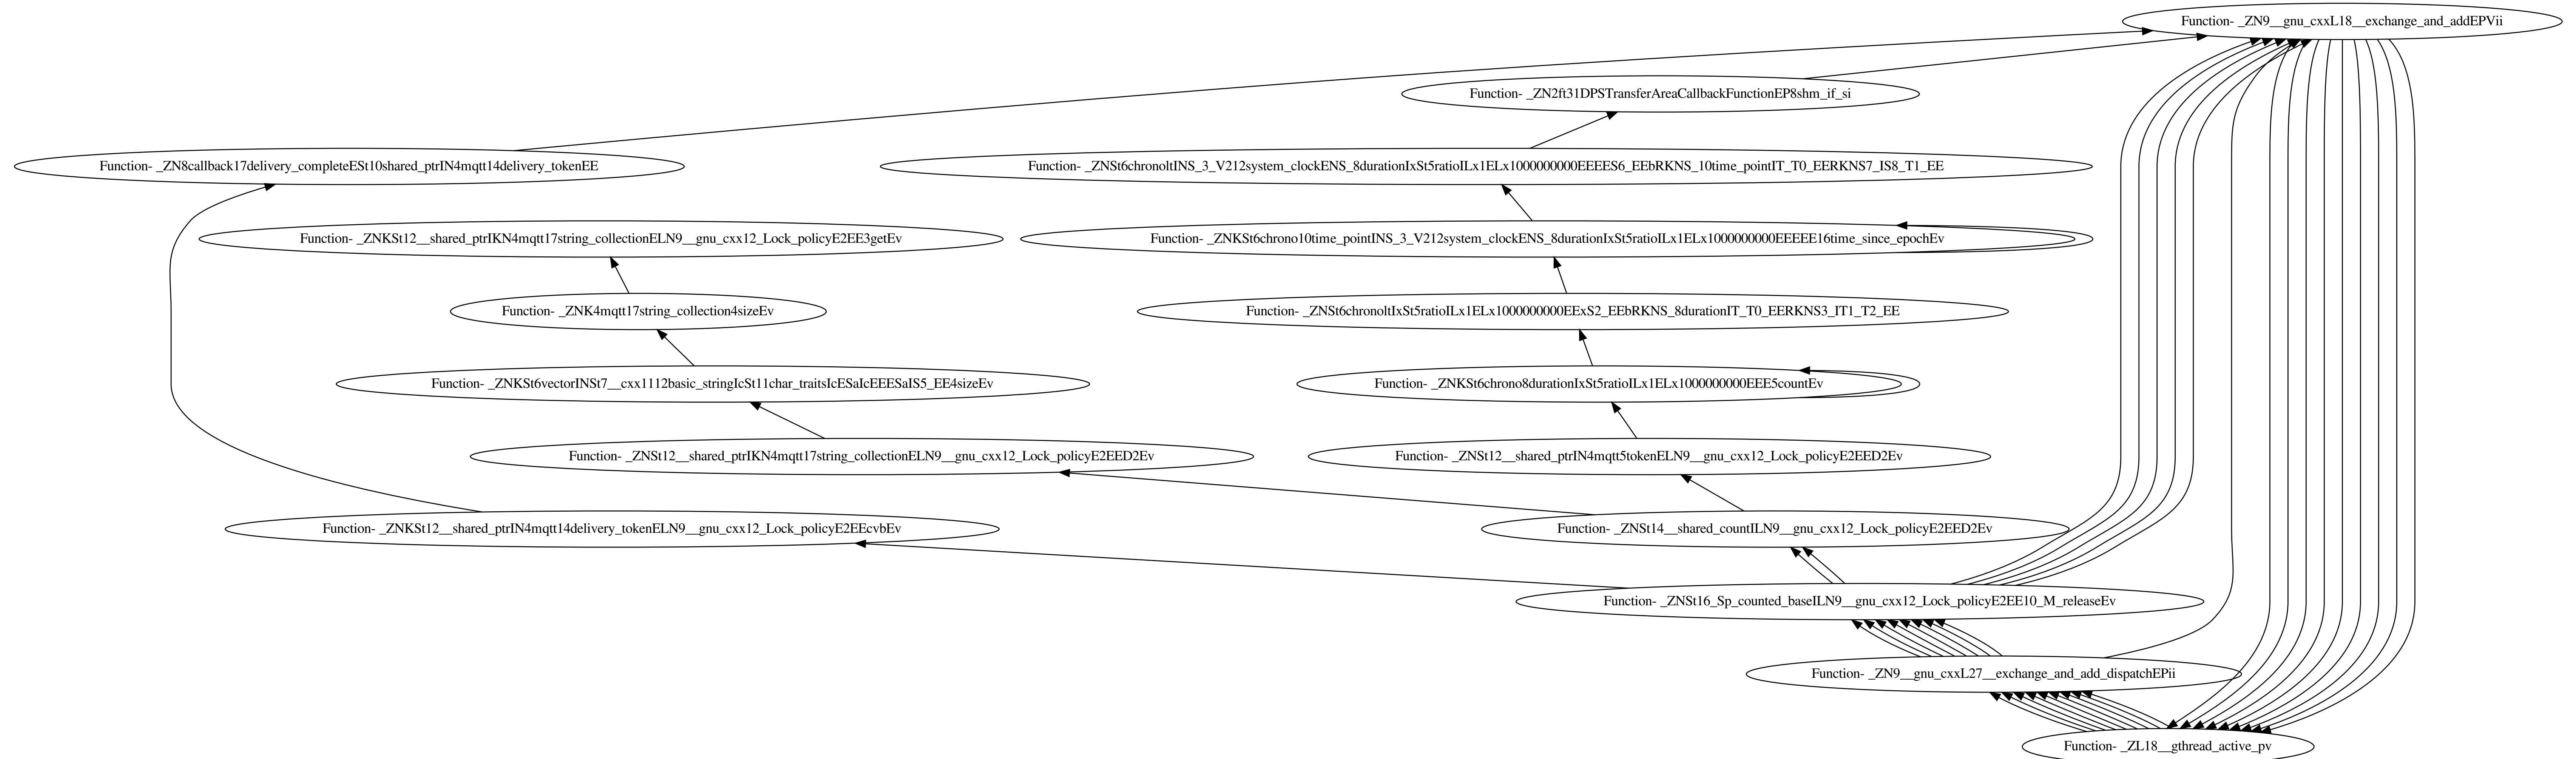 Function- _ZN9__gnu_cxxL18__exchange_and_addEPVii
Function- _ZN2ft31DPSTransferAreaCallbackFunctionEP8shm_if_si
Function- _ZN8callback17delivery_completeESt10shared_ptrIN4mqtt14delivery_tokenEE
Function- _ZNSt6chronoltINS_3_V212system_clockENS_8durationIxSt5ratioILx1ELx1000000000EEEES6_EEbRKNS_10time_pointIT_T0_EERKNS7_IS8_T1_EE
Function- _ZNKSt12__shared_ptrIKN4mqtt17string_collectionELN9__gnu_cxx12_Lock_policyE2EE3getEv
Function- _ZNKSt6chrono10time_pointINS_3_V212system_clockENS_8durationIxSt5ratioILx1ELx1000000000EEEEE16time_since_epochEv
Function- _ZNK4mqtt17string_collection4sizeEv
Function- _ZNSt6chronoltIxSt5ratioILx1ELx1000000000EExS2_EEbRKNS_8durationIT_T0_EERKNS3_IT1_T2_EE
Function- _ZNKSt6vectorINSt7__cxx1112basic_stringIcSt11char_traitsIcESaIcEEESaIS5_EE4sizeEv
Function- _ZNKSt6chrono8durationIxSt5ratioILx1ELx1000000000EEE5countEv
Function- _ZNSt12__shared_ptrIKN4mqtt17string_collectionELN9__gnu_cxx12_Lock_policyE2EED2Ev
Function- _ZNSt12__shared_ptrIN4mqtt5tokenELN9__gnu_cxx12_Lock_policyE2EED2Ev
Function- _ZNKSt12__shared_ptrIN4mqtt14delivery_tokenELN9__gnu_cxx12_Lock_policyE2EEcvbEv
Function- _ZNSt14__shared_countILN9__gnu_cxx12_Lock_policyE2EED2Ev
Function- _ZNSt16_Sp_counted_baseILN9__gnu_cxx12_Lock_policyE2EE10_M_releaseEv
Function- _ZN9__gnu_cxxL27__exchange_and_add_dispatchEPii
Function- _ZL18__gthread_active_pv